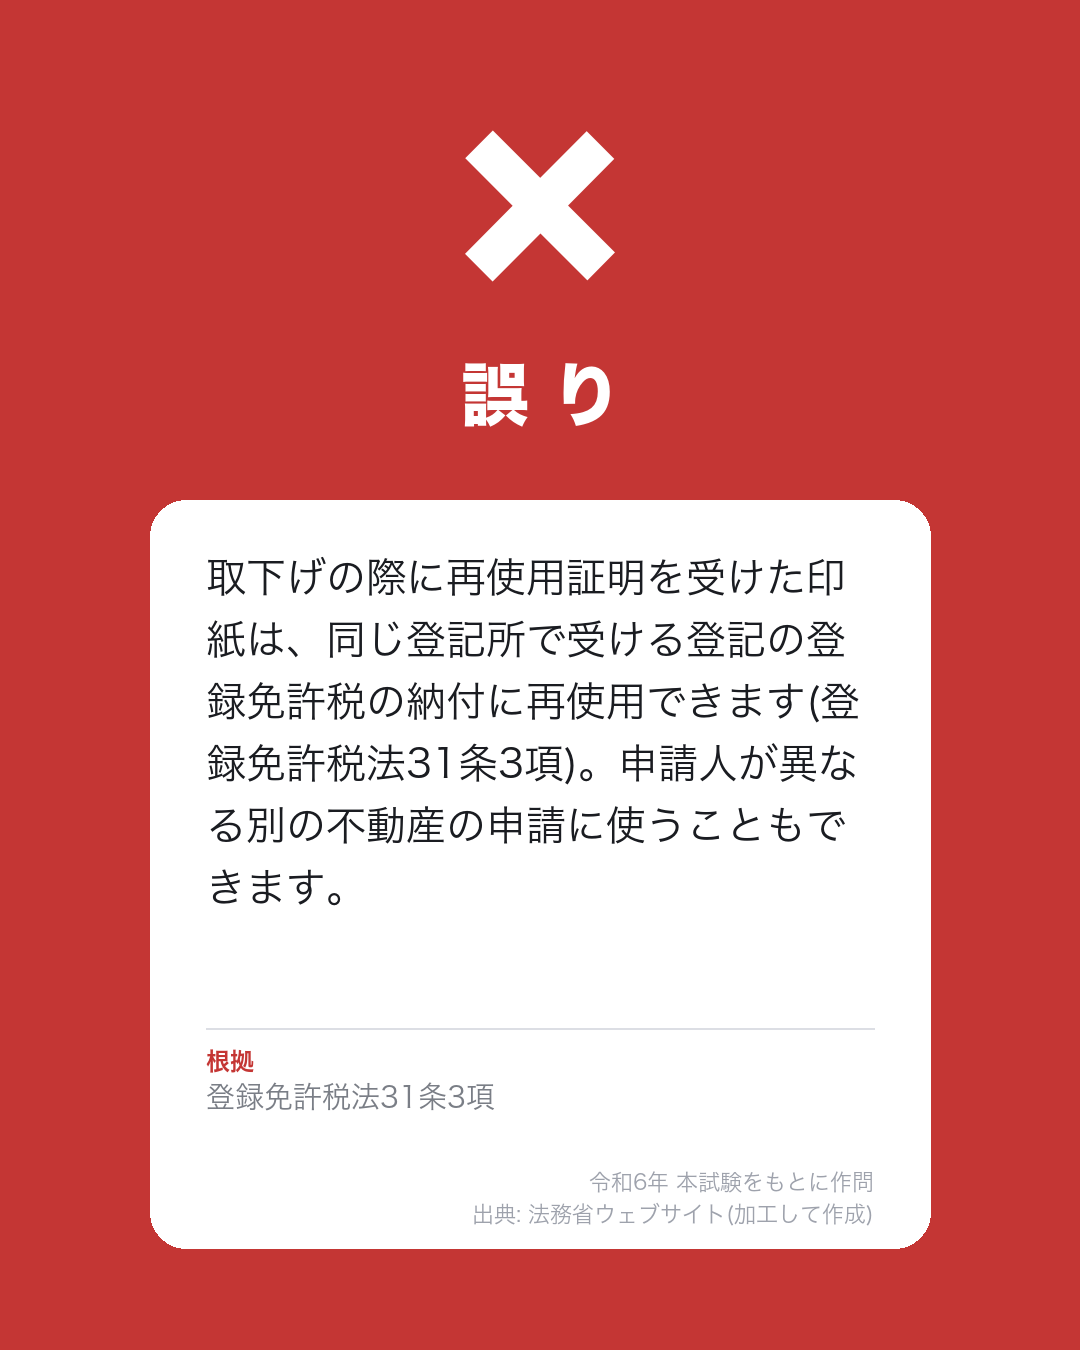 誤り
取下げの際に再使用証明を受けた印
紙は、同じ登記所で受ける登記の登
録免許税の納付に再使用できます(登
録免許税法31条3項)。申請人が異な
る別の不動産の申請に使うこともで
きます。
根拠
登録免許税法31条3項
令和6年 本試験をもとに作問
出典: 法務省ウェブサイト(加工して作成)